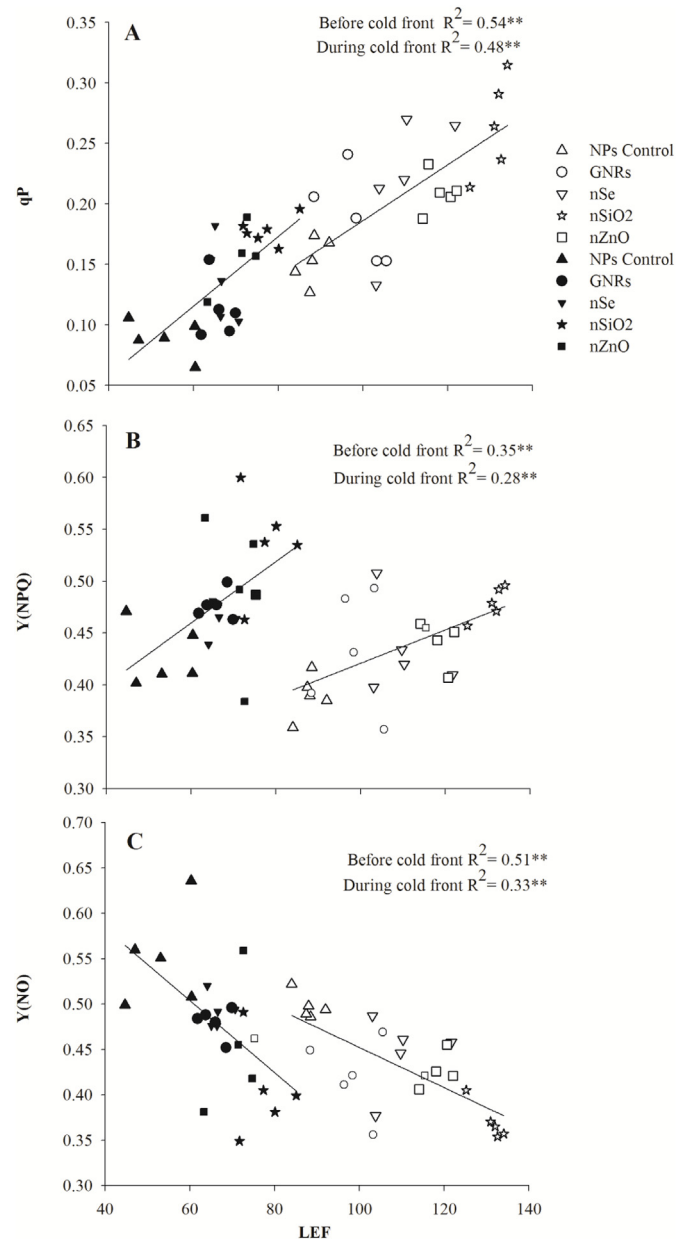 A
Before cold front R2= 0.54**
During cold front R2= 0.48**
0.35
0.30
0.25
0.20
0.15
0.10
0.05
qP
NPs Control
GNRs
nSe
nSiO2
nZnO
NPs Control
GNRs
nSe
nSiO2
nZnO
B
Before cold front R2= 0.35**
During cold front R2= 0.28**
0.65
0.60
0.55
0.50
0.45
0.40
0.35
0.30
Y(NPQ)
C
Before cold front R2= 0.51**
During cold front R2= 0.33**
0.70
0.65
0.60
0.55
0.50
0.45
0.40
0.35
0.30
Y(NO)
40 60 80 100 120 140
LEF